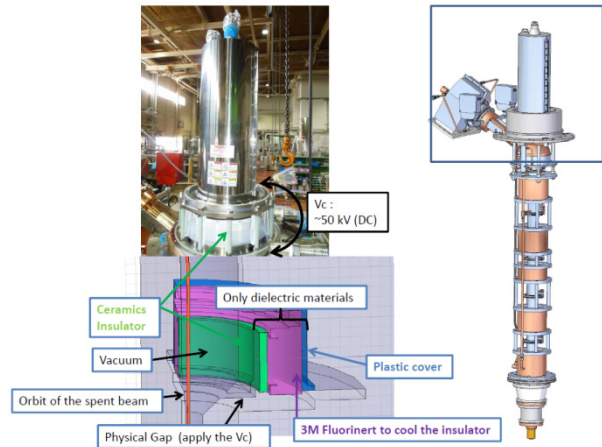 Vc :
~50 kV (DC)
Ceramics
Insulator
Only dielectric materials
Vacuum
Plastic cover
Orbit of the spent beam
Physical Gap (apply the Vc)
3M Fluorinert to cool the insulator